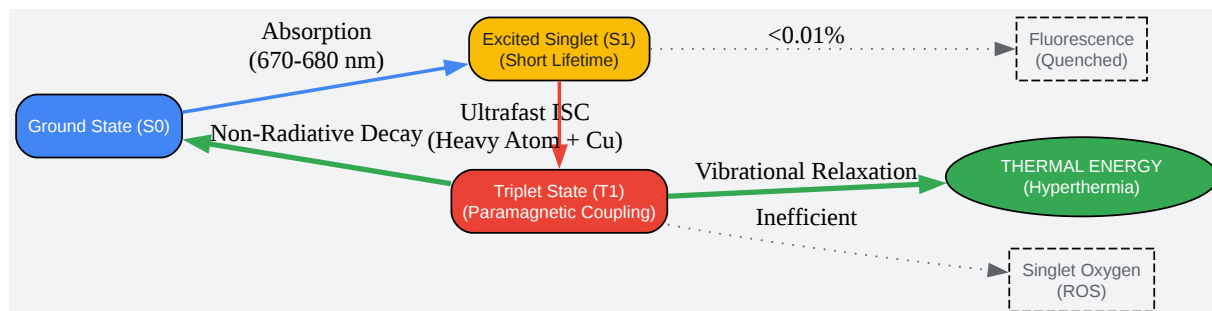 Absorption
(670-680 nm)
Excited Singlet (S1)
(Short Lifetime)
<0.01%
Fluorescence
(Quenched)
Ground State (S0)
Non-Radiative Decay
Ultrafast ISC
(Heavy Atom + Cu)
Triplet State (T1)
(Paramagnetic Coupling)
Vibrational Relaxation
THERMAL ENERGY
(Hyperthermia)
Inefficient
Singlet Oxygen
(ROS)